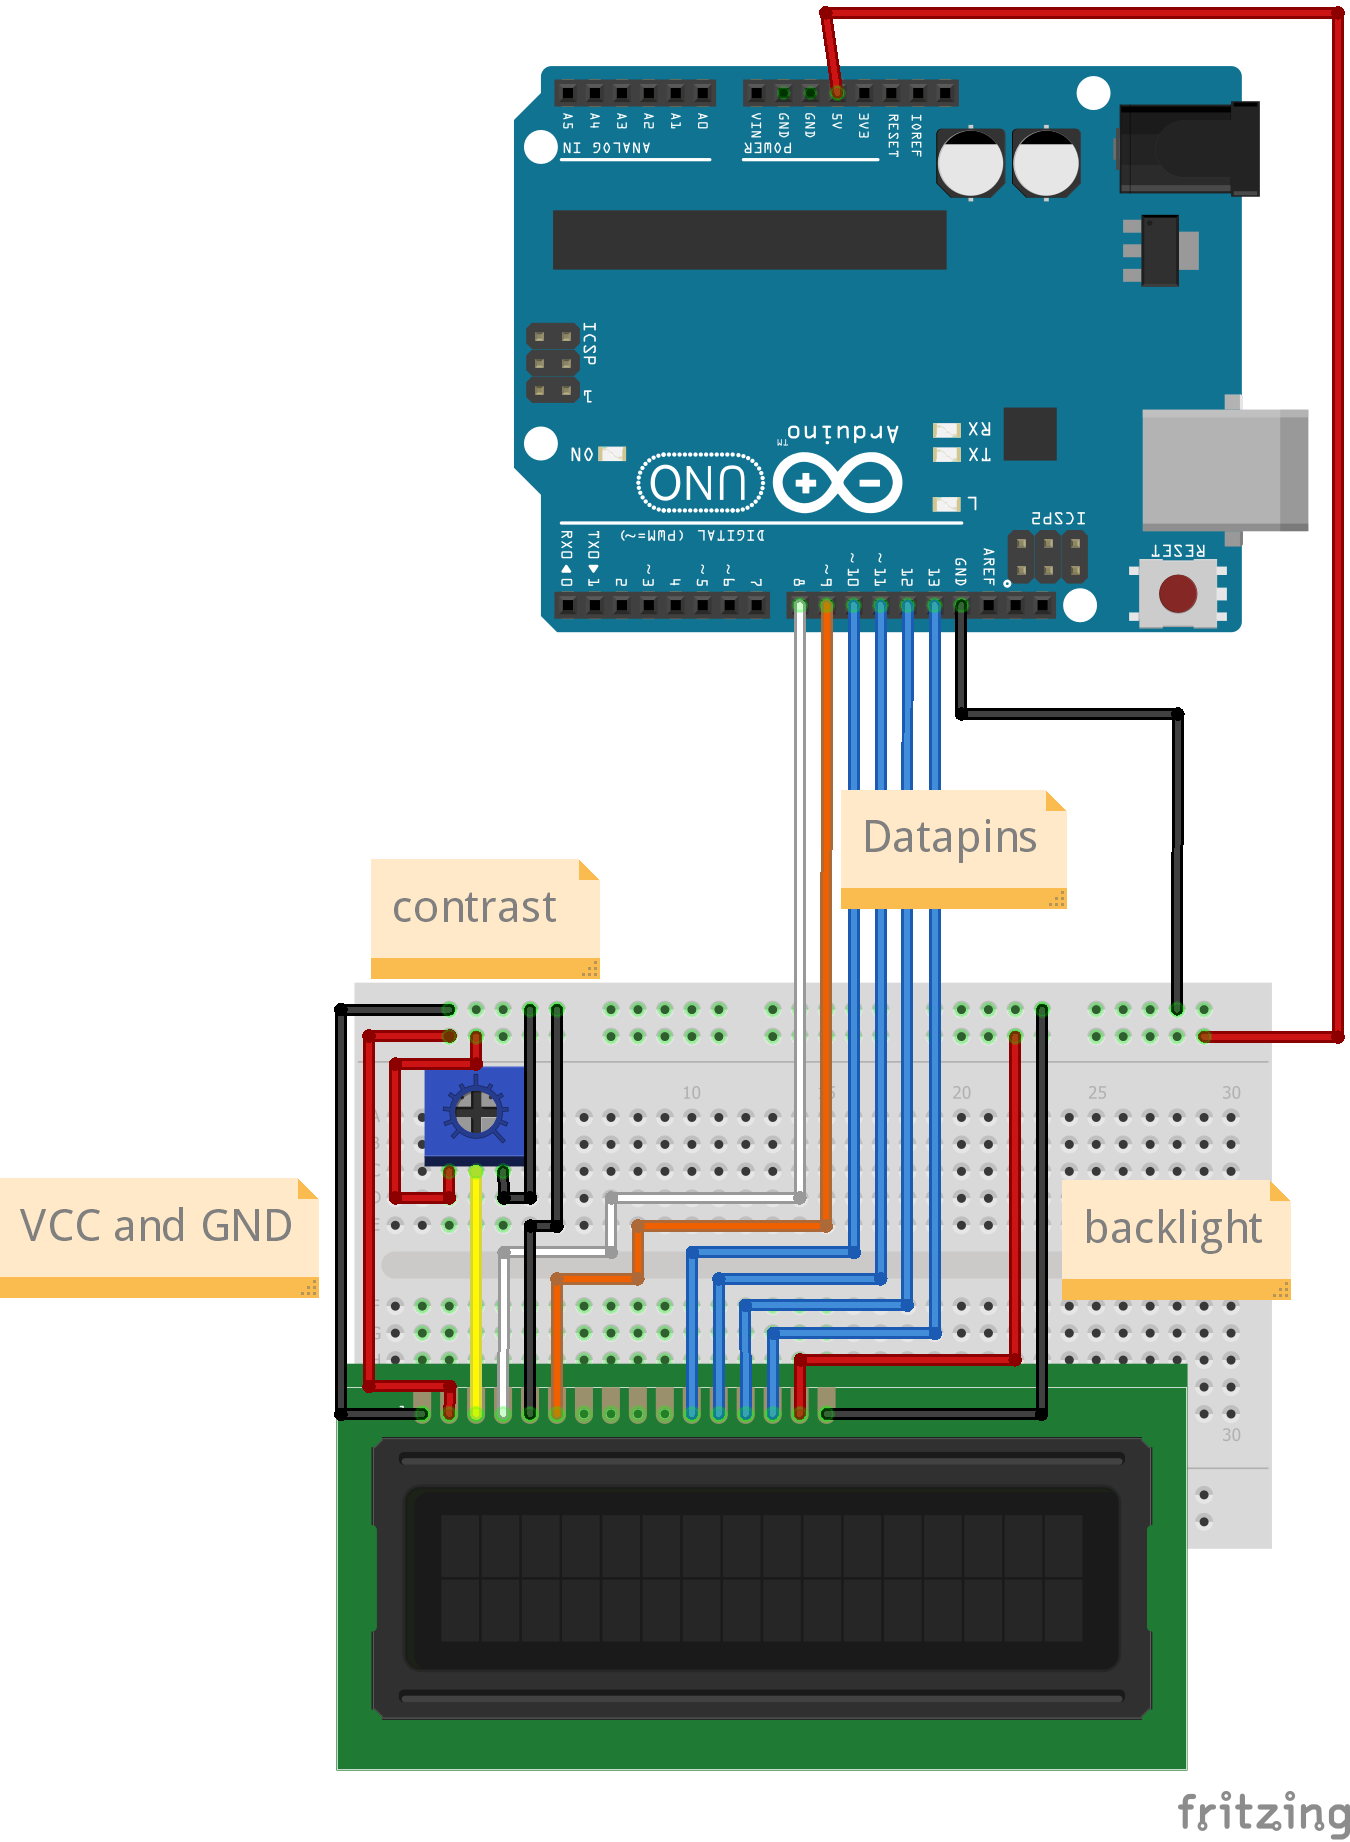 A5 A4 A3 A2 A1 A0
VIN GND GND 5V 3V3 RESET IOREF
ANALOG IN
POWER
ICSP
1
Arduino
TM
RX
ON
TX
UNO
L
ICSP2
DIGITAL (PWM=~)
RESET
RX0 0 TX0 1 2 ~3 4 ~5 ~6 7 8 ~9 ~10 ~11 12 13 GND AREF
Datapins
contrast
10 15 20 25 30
A
B
C
D
E
VCC and GND
backlight
F
G
30
fritzing